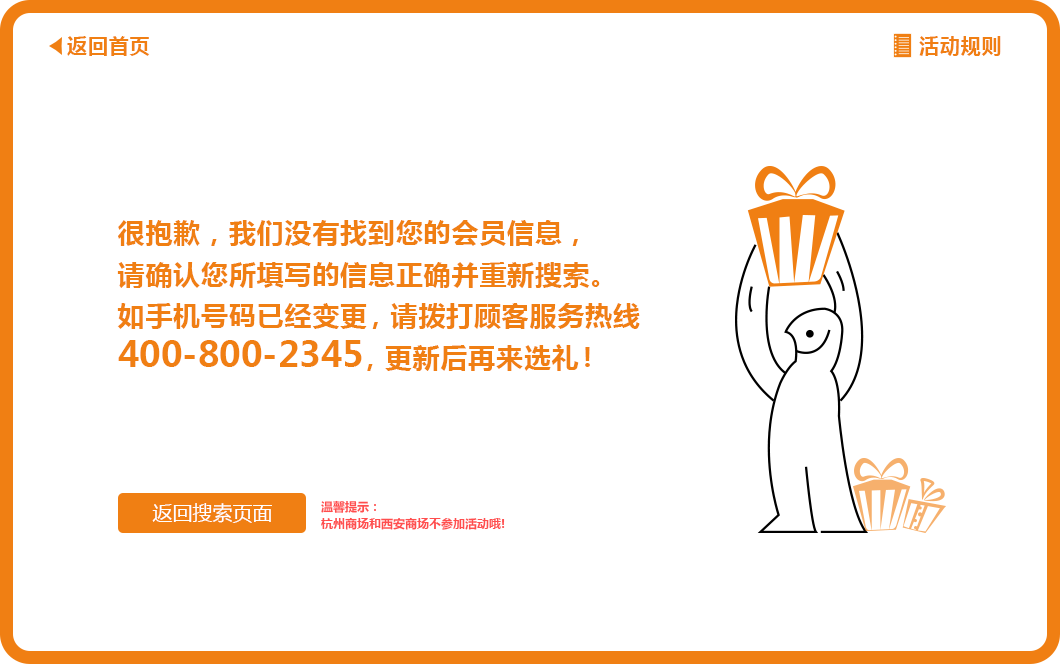 返回首页
活动规则
很抱歉，我们没有找到您的会员信息，
请确认您所填写的信息正确并重新搜索。
如手机号码已经变更, 请拨打顾客服务热线
400-800-2345, 更新后再来选礼!
返回搜索页面
温馨提示：
杭州商场和西安商场不参加活动哦!